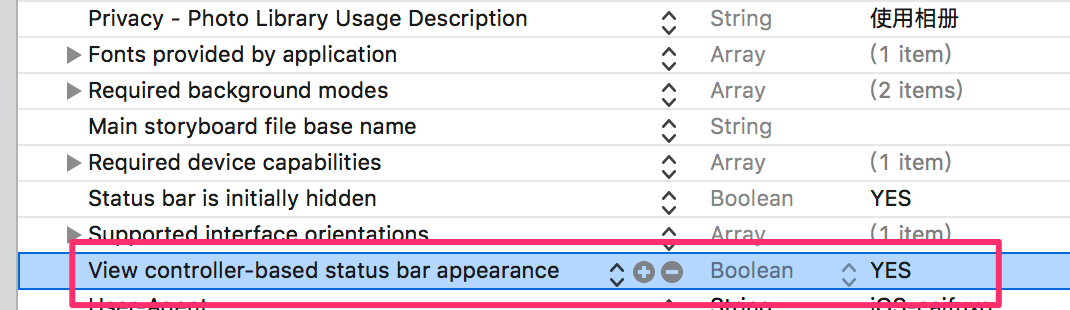 Privacy - Photo Library Usage Description String 使用相册
Fonts provided by application Array (1 item)
Required background modes Array (2 items)
Main storyboard file base name String
Required device capabilities Array (1 item)
Status bar is initially hidden Boolean YES
Supported interface orientations Array (1 item)
View controller-based status bar appearance Boolean YES
User-Agent String